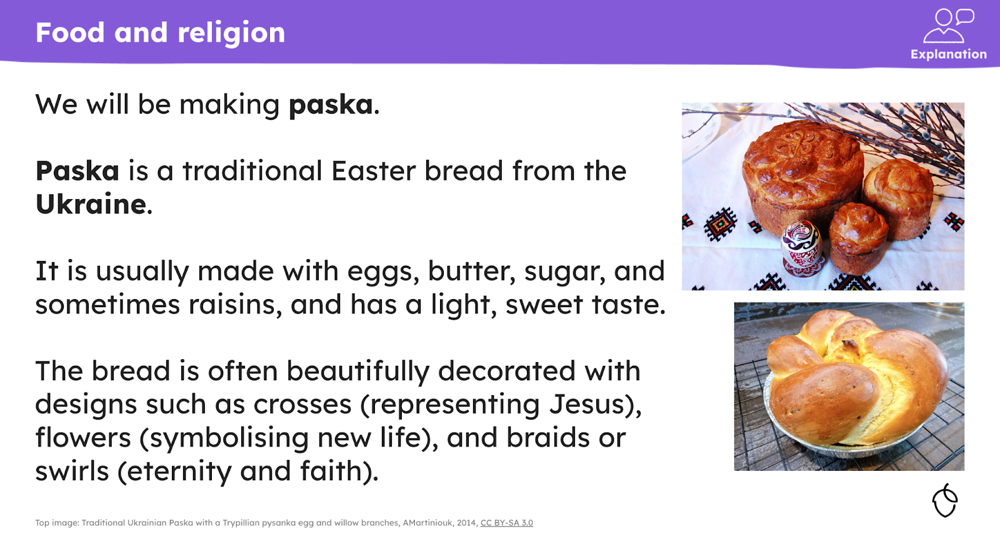 Food and religion
Explanation
We will be making paska.
Paska is a traditional Easter bread from the
Ukraine.
It is usually made with eggs, butter, sugar, and
sometimes raisins, and has a light, sweet taste.
The bread is often beautifully decorated with
designs such as crosses (representing Jesus),
flowers (symbolising new life), and braids or
swirls (eternity and faith).
Top image: Traditional Ukrainian Paska with a Trypillian pysanka egg and willow branches, AMartiniouk, 2014, CC BY-SA 3.0